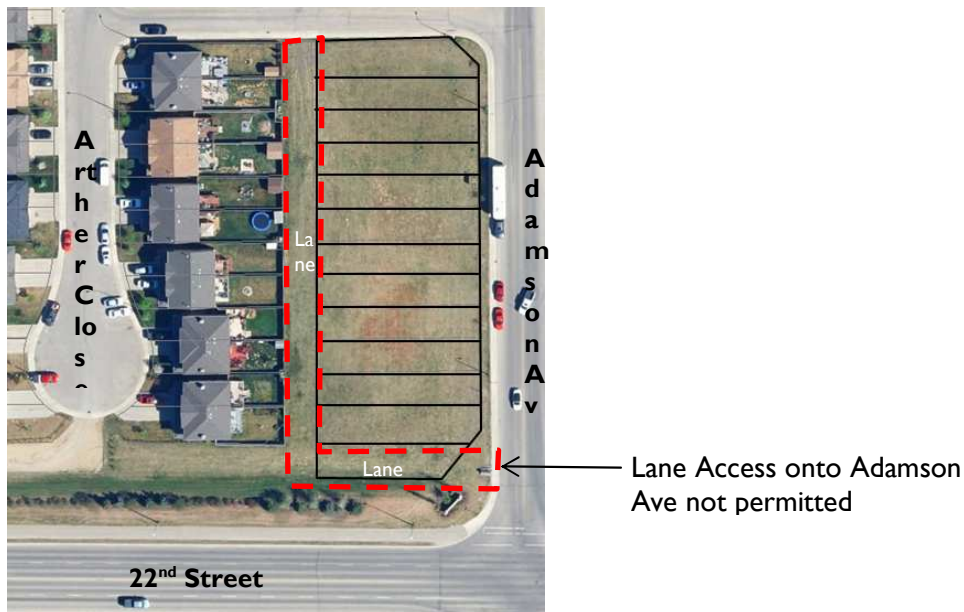 A
rt
h
e
r
C
lo
s
e
La
ne
A
d
a
m
s
o
n
A
v
Lane
Lane Access onto Adamson
Ave not permitted
22nd Street